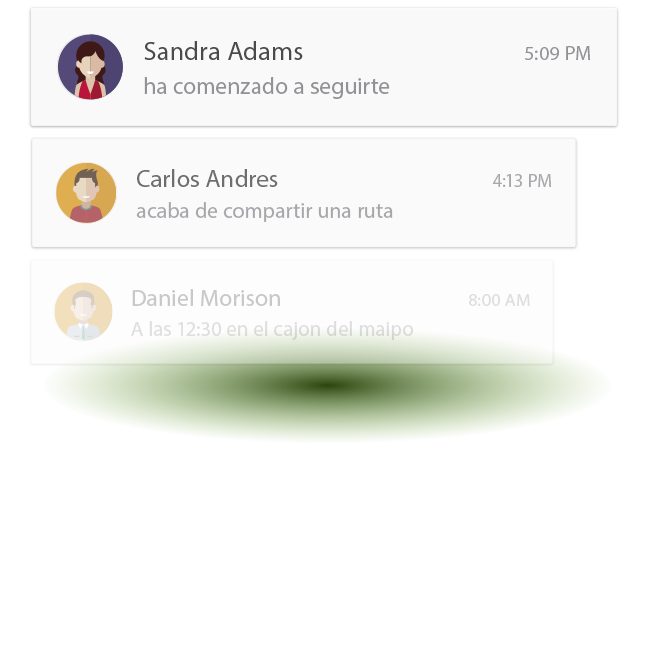 Sandra Adams
5:09 PM
ha comenzado a seguirte
Carlos Andres
4:13 PM
acaba de compartir una ruta
Daniel Morison
8:00 AM
A las 12:30 en el cajon del maipo